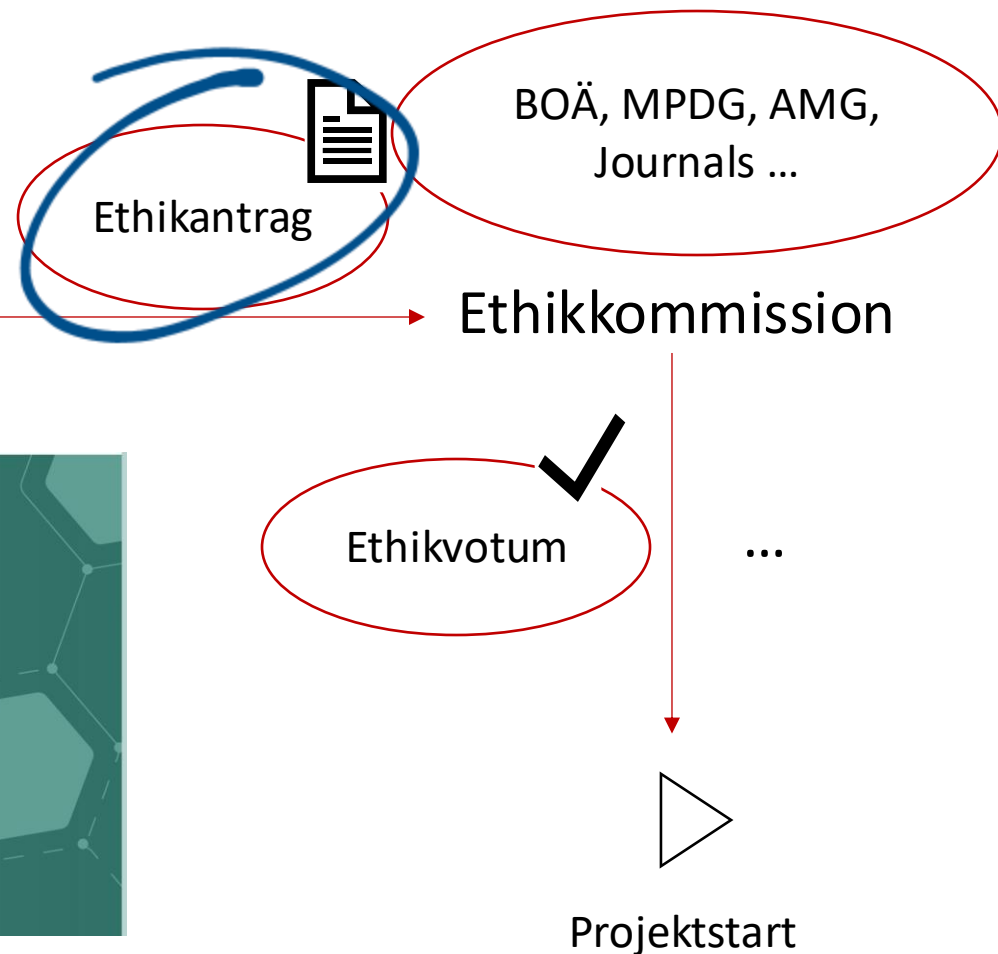 BOÄ, MPDG, AMG,
Journals ...
Ethikantrag
Ethikkommission
Ethikvotum
...
Projektstart